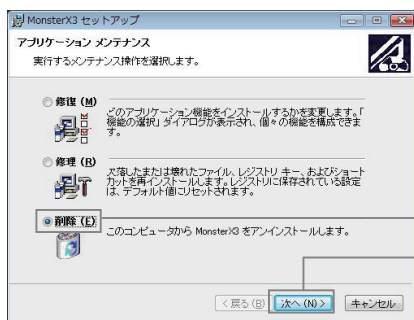 MonsterX3 セットアップ
アプリケーション メンテナンス
実行するメンテナンス操作を選択します。
修復 (M)
このアプリケーション機能をインストールするかを変更します。「
機能の選択」ダイアログが表示され、個々の機能を構成できま
す。
修理 (R)
欠落したまたは壊れたファイル、レジストリ キー、およびショート
カットを再インストールします。レジストリに保存されている設定
は、デフォルト値にリセットされます。
削除 (E)
このコンピュータから MonsterX3 をアンインストールします。
< 戻る (B)
次へ (N) >
キャンセル